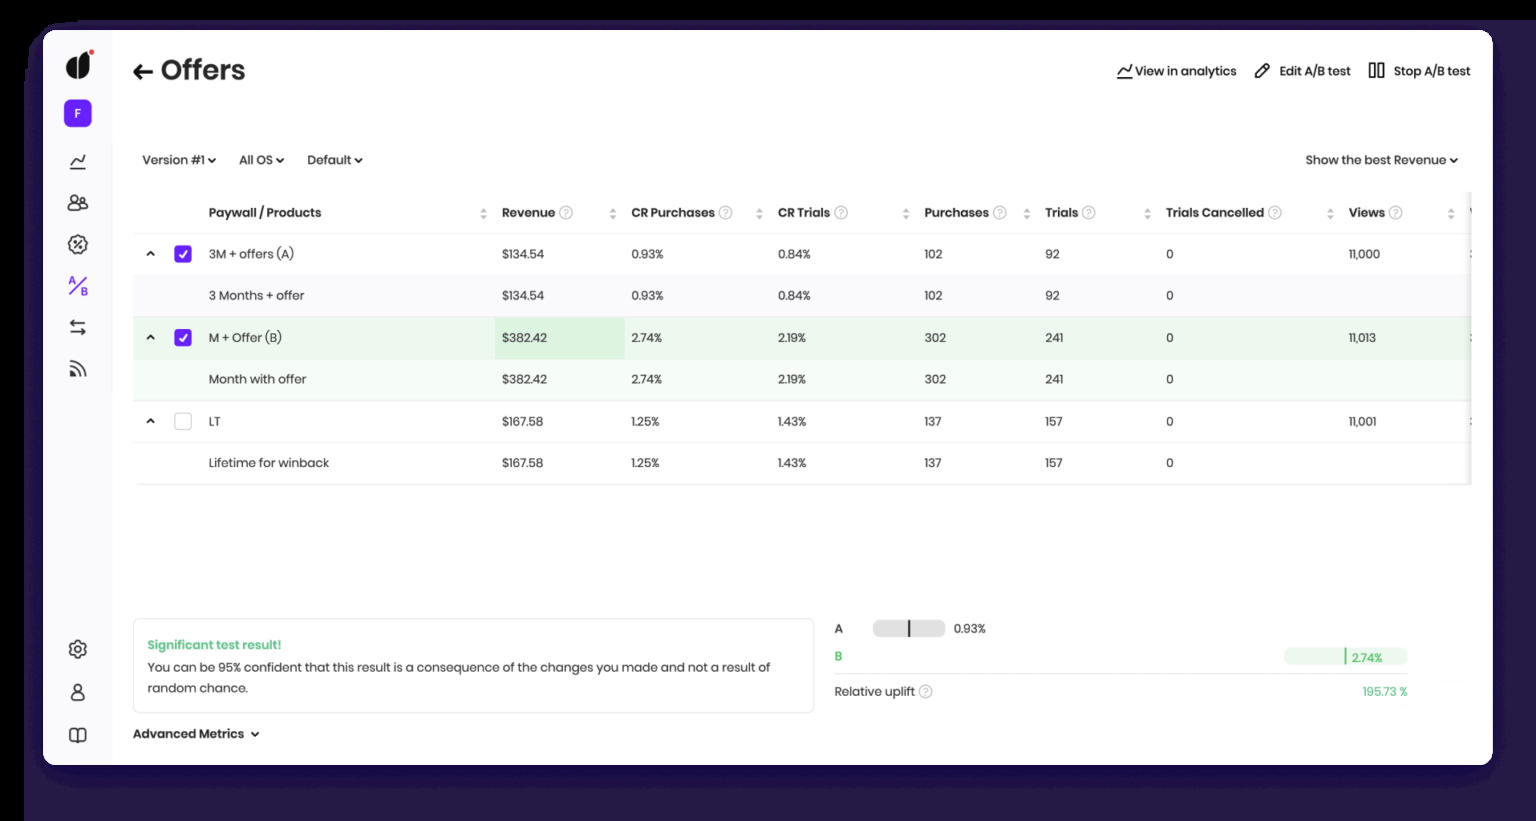 ← Offers
View in analytics Edit A/B test Stop A/B test
F
Version #1 All OS Default Show the best Revenue
Paywall / Products Revenue ? CR Purchases ? CR Trials ? Purchases ? Trials ? Trials Cancelled ? Views ?
3M + offers (A) $134.54 0.93% 0.84% 102 92 0 11,000
3 Months + offer $134.54 0.93% 0.84% 102 92 0
A/B
M + Offer (B) $382.42 2.74% 2.19% 302 241 0 11,013
Month with offer $382.42 2.74% 2.19% 302 241 0
LT $167.58 1.25% 1.43% 137 157 0 11,001
Lifetime for winback $167.58 1.25% 1.43% 137 157 0
Significant test result!
You can be 95% confident that this result is a consequence of the changes you made and not a result of
random chance.
A 0.93%
B 2.74%
Relative uplift ? 195.73 %
Advanced Metrics